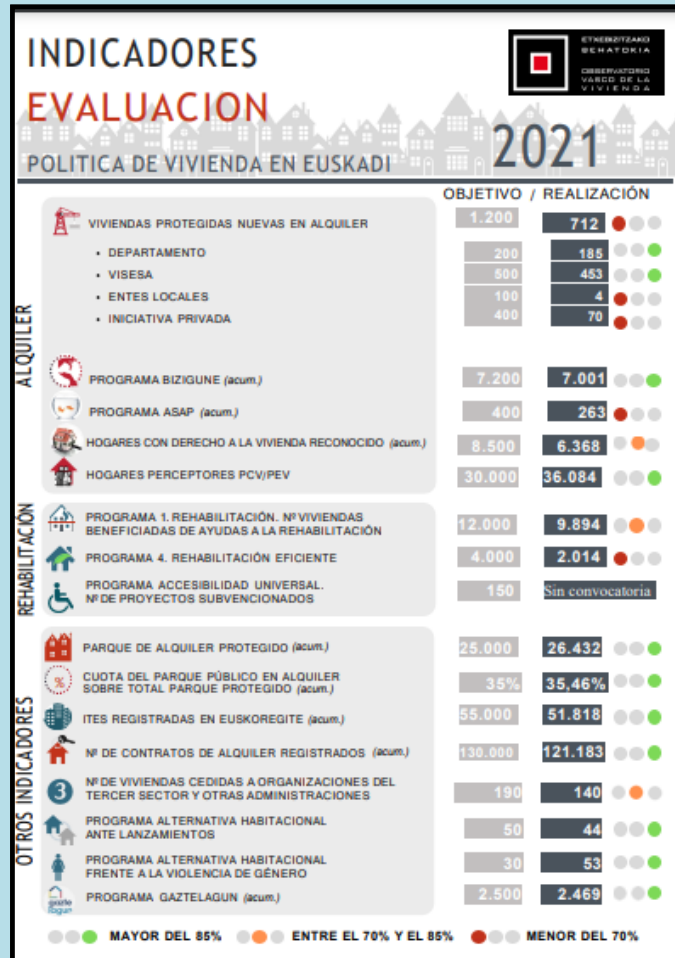 INDICADORES
EVALUACION
POLITICA DE VIVIENDA EN EUSKADI
2021
ETXEBIZITZAKO
BEHATOKIA
OBSERVATORIO
VASCO DE LA
VIVIENDA
OBJETIVO / REALIZACIÓN
ALQUILER
VIVIENDAS PROTEGIDAS NUEVAS EN ALQUILER 1.200 712
• DEPARTAMENTO 200 185
• VISESA 500 453
• ENTES LOCALES 100 4
• INICIATIVA PRIVADA 400 70
PROGRAMA BIZIGUNE (acum.) 7.200 7.001
PROGRAMA ASAP (acum.) 400 263
HOGARES CON DERECHO A LA VIVIENDA RECONOCIDO (acum.) 8.500 6.368
HOGARES PERCEPTORES PCV/PEV 30.000 36.084
REHABILITACIÓN
PROGRAMA 1. REHABILITACIÓN. Nº VIVIENDAS
BENEFICIADAS DE AYUDAS A LA REHABILITACIÓN 12.000 9.894
PROGRAMA 4. REHABILITACIÓN EFICIENTE 4.000 2.014
PROGRAMA ACCESIBILIDAD UNIVERSAL.
Nº DE PROYECTOS SUBVENCIONADOS 150 Sin convocatoria
OTROS INDICADORES
PARQUE DE ALQUILER PROTEGIDO (acum.) 25.000 26.432
% CUOTA DEL PARQUE PÚBLICO EN ALQUILER
SOBRE TOTAL PARQUE PROTEGIDO (acum.) 35% 35,46%
ITES REGISTRADAS EN EUSKOREGITE (acum.) 55.000 51.818
Nº DE CONTRATOS DE ALQUILER REGISTRADOS (acum.) 130.000 121.183
3 Nº DE VIVIENDAS CEDIDAS A ORGANIZACIONES DEL
TERCER SECTOR Y OTRAS ADMINISTRACIONES 190 140
PROGRAMA ALTERNATIVA HABITACIONAL
ANTE LANZAMIENTOS 50 44
PROGRAMA ALTERNATIVA HABITACIONAL
FRENTE A LA VIOLENCIA DE GÉNERO 30 53
gazte
lagun
PROGRAMA GAZTELAGUN (acum.) 2.500 2.469
MAYOR DEL 85% ENTRE EL 70% Y EL 85% MENOR DEL 70%